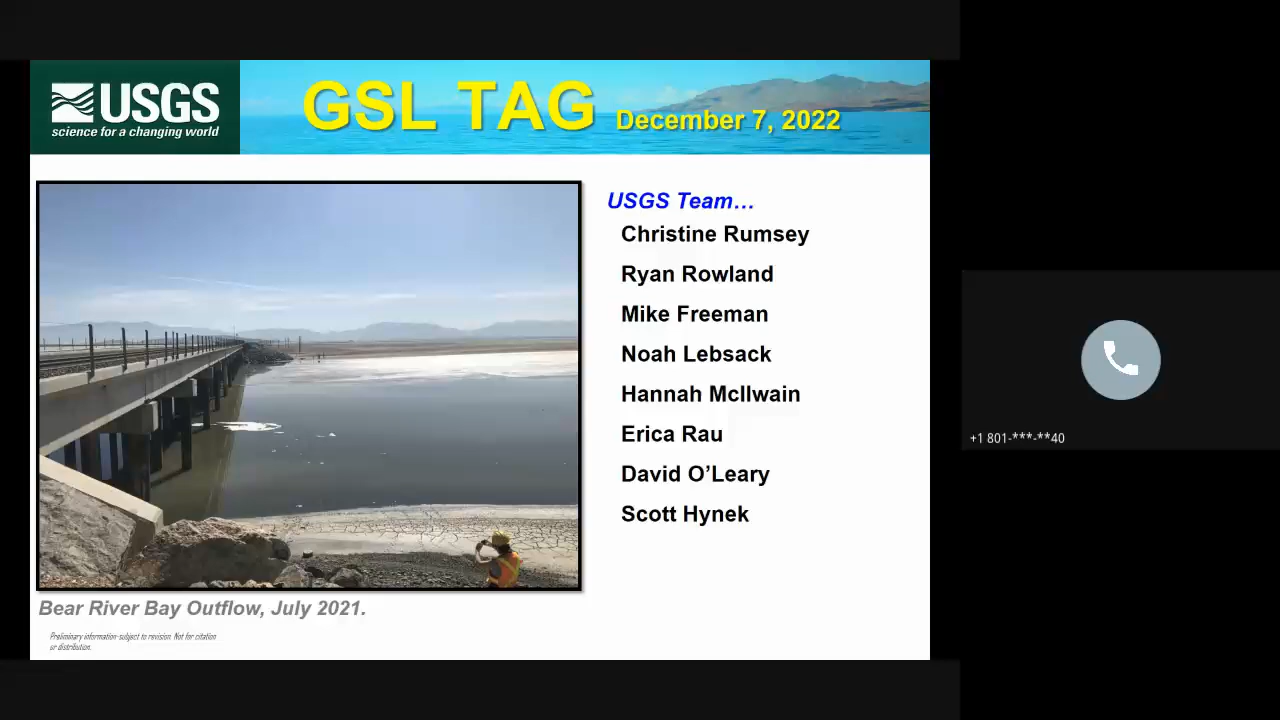 USGS
science for a changing world
GSL TAG December 7, 2022
USGS Team…
Christine Rumsey
Ryan Rowland
Mike Freeman
Noah Lebsack
Hannah McIlwain
Erica Rau
David O’Leary
Scott Hynek
Bear River Bay Outflow, July 2021.
Preliminary information-subject to revision. Not for citation
or distribution.
+1 801-***-**40